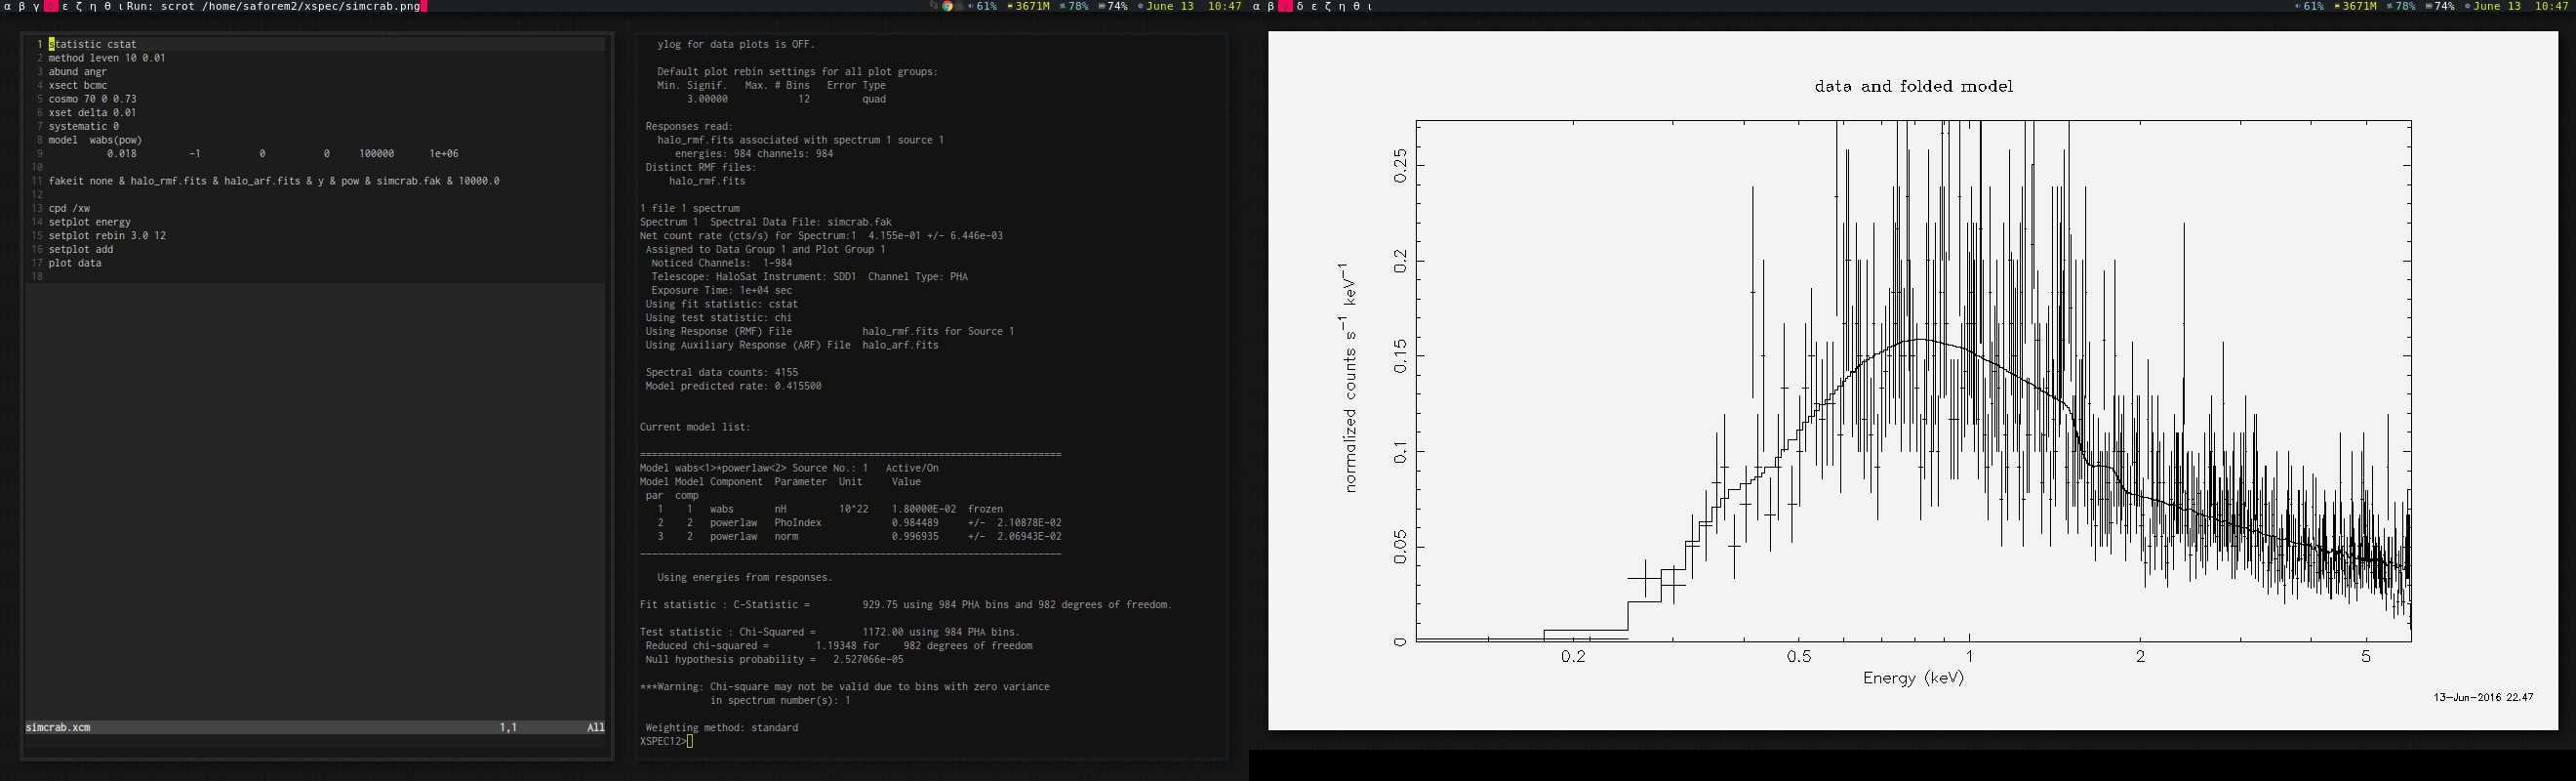 α β γ δ ε ζ η θ ι Run: scrot /home/saforem2/xspec/simcrab.png
61% 3671M 78% 74% June 13 10:47
α β γ δ ε ζ η θ ι
61% 3671M 78% 74% June 13 10:47
1 statistic cstat
2 method leven 10 0.01
3 abund angr
4 xsect bcmc
5 cosmo 70 0 0.73
6 xset delta 0.01
7 systematic 0
8 model  wabs(pow)
9 0.018 -1 0 0 100000 1e+06
10
11 fakeit none & halo_rmf.fits & halo_arf.fits & y & pow & simcrab.fak & 10000.0
12
13 cpd /xw
14 setplot energy
15 setplot rebin 3.0 12
16 setplot add
17 plot data
18
simcrab.xcm 1,1 All
ylog for data plots is OFF.
Default plot rebin settings for all plot groups:
Min. Signif. Max. # Bins Error Type
3.00000 12 quad
Responses read:
halo_rmf.fits associated with spectrum 1 source 1
energies: 984 channels: 984
Distinct RMF files:
halo_rmf.fits
1 file 1 spectrum
Spectrum 1  Spectral Data File: simcrab.fak
Net count rate (cts/s) for Spectrum:1  4.155e-01 +/- 6.446e-03
Assigned to Data Group 1 and Plot Group 1
Noticed Channels:  1-984
Telescope: HaloSat Instrument: SDD1  Channel Type: PHA
Exposure Time: 1e+04 sec
Using fit statistic: cstat
Using test statistic: chi
Using Response (RMF) File halo_rmf.fits for Source 1
Using Auxiliary Response (ARF) File halo_arf.fits
Spectral data counts: 4155
Model predicted rate: 0.415500
Current model list:
========================================================================
Model wabs<1>*powerlaw<2> Source No.: 1   Active/On
Model Model Component  Parameter  Unit     Value
par  comp
1 1 wabs nH 10^22 1.80000E-02 frozen
2 2 powerlaw PhoIndex 0.984489 +/- 2.10878E-02
3 2 powerlaw norm 0.996935 +/- 2.06943E-02
________________________________________________________________________
Using energies from responses.
Fit statistic : C-Statistic = 929.75 using 984 PHA bins and 982 degrees of freedom.
Test statistic : Chi-Squared = 1172.00 using 984 PHA bins.
Reduced chi-squared = 1.19348 for 982 degrees of freedom
Null hypothesis probability = 2.527066e-05
***Warning: Chi-square may not be valid due to bins with zero variance
in spectrum number(s): 1
Weighting method: standard
XSPEC12>
data and folded model
normalized counts s⁻¹ keV⁻¹
0.25
0.2
0.15
0.1
0.05
0
0.2 0.5 1 2 5
Energy (keV)
13-Jun-2016 22:47